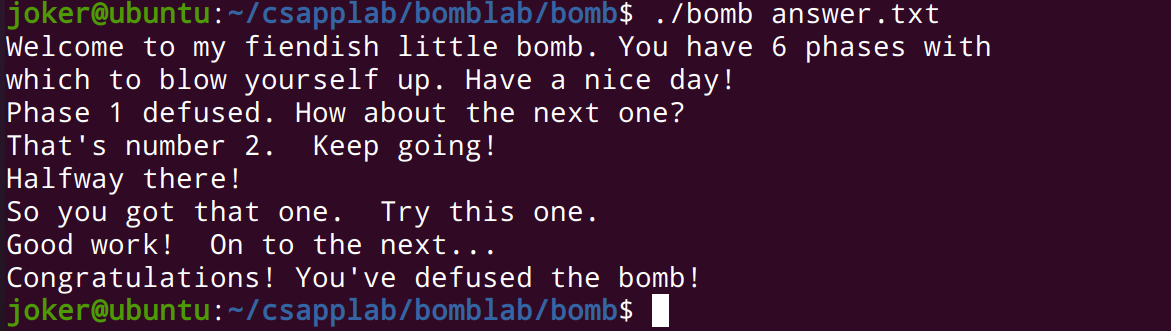 joker@ubuntu:~/csapplab/bomblab/bomb$ ./bomb answer.txt
Welcome to my fiendish little bomb. You have 6 phases with
which to blow yourself up. Have a nice day!
Phase 1 defused. How about the next one?
That's number 2.  Keep going!
Halfway there!
So you got that one.  Try this one.
Good work!  On to the next...
Congratulations! You've defused the bomb!
joker@ubuntu:~/csapplab/bomblab/bomb$